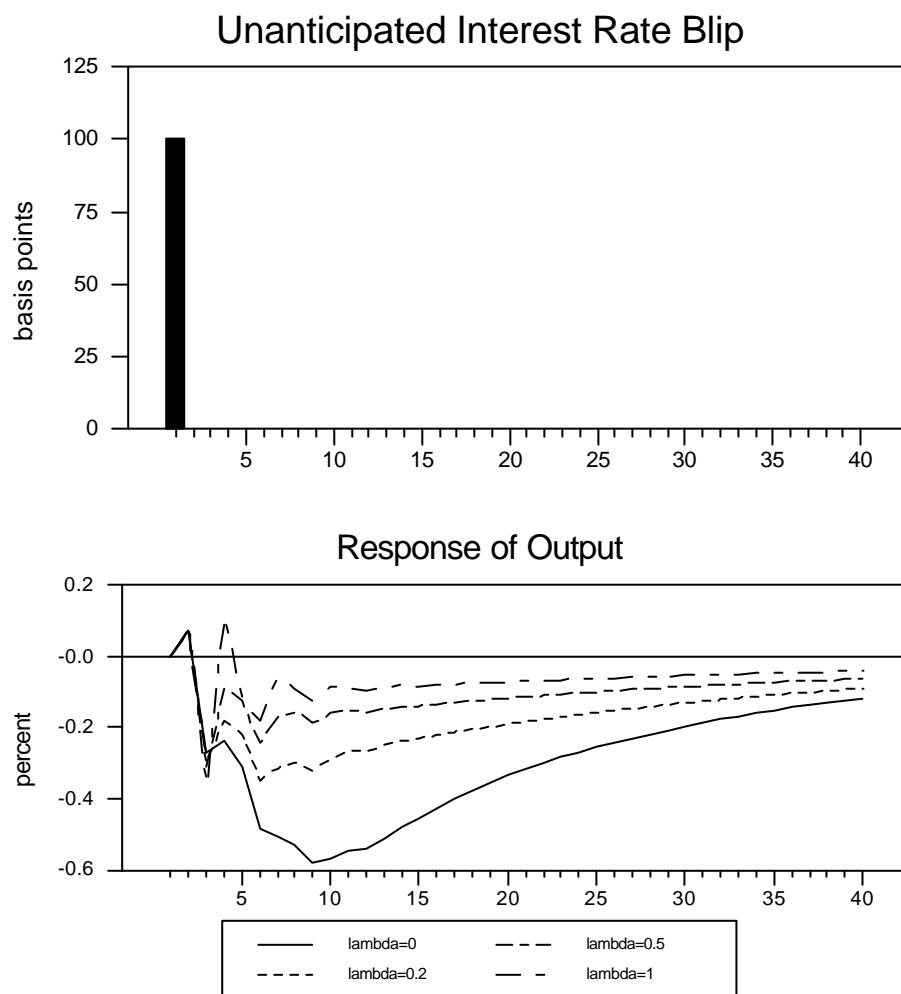 Unanticipated Interest Rate Blip
125
100
75
50
25
0
basis points
5 10 15 20 25 30 35 40
Response of Output
0.2
-0.0
-0.2
-0.4
-0.6
percent
5 10 15 20 25 30 35 40
lambda=0 lambda=0.5
lambda=0.2 lambda=1